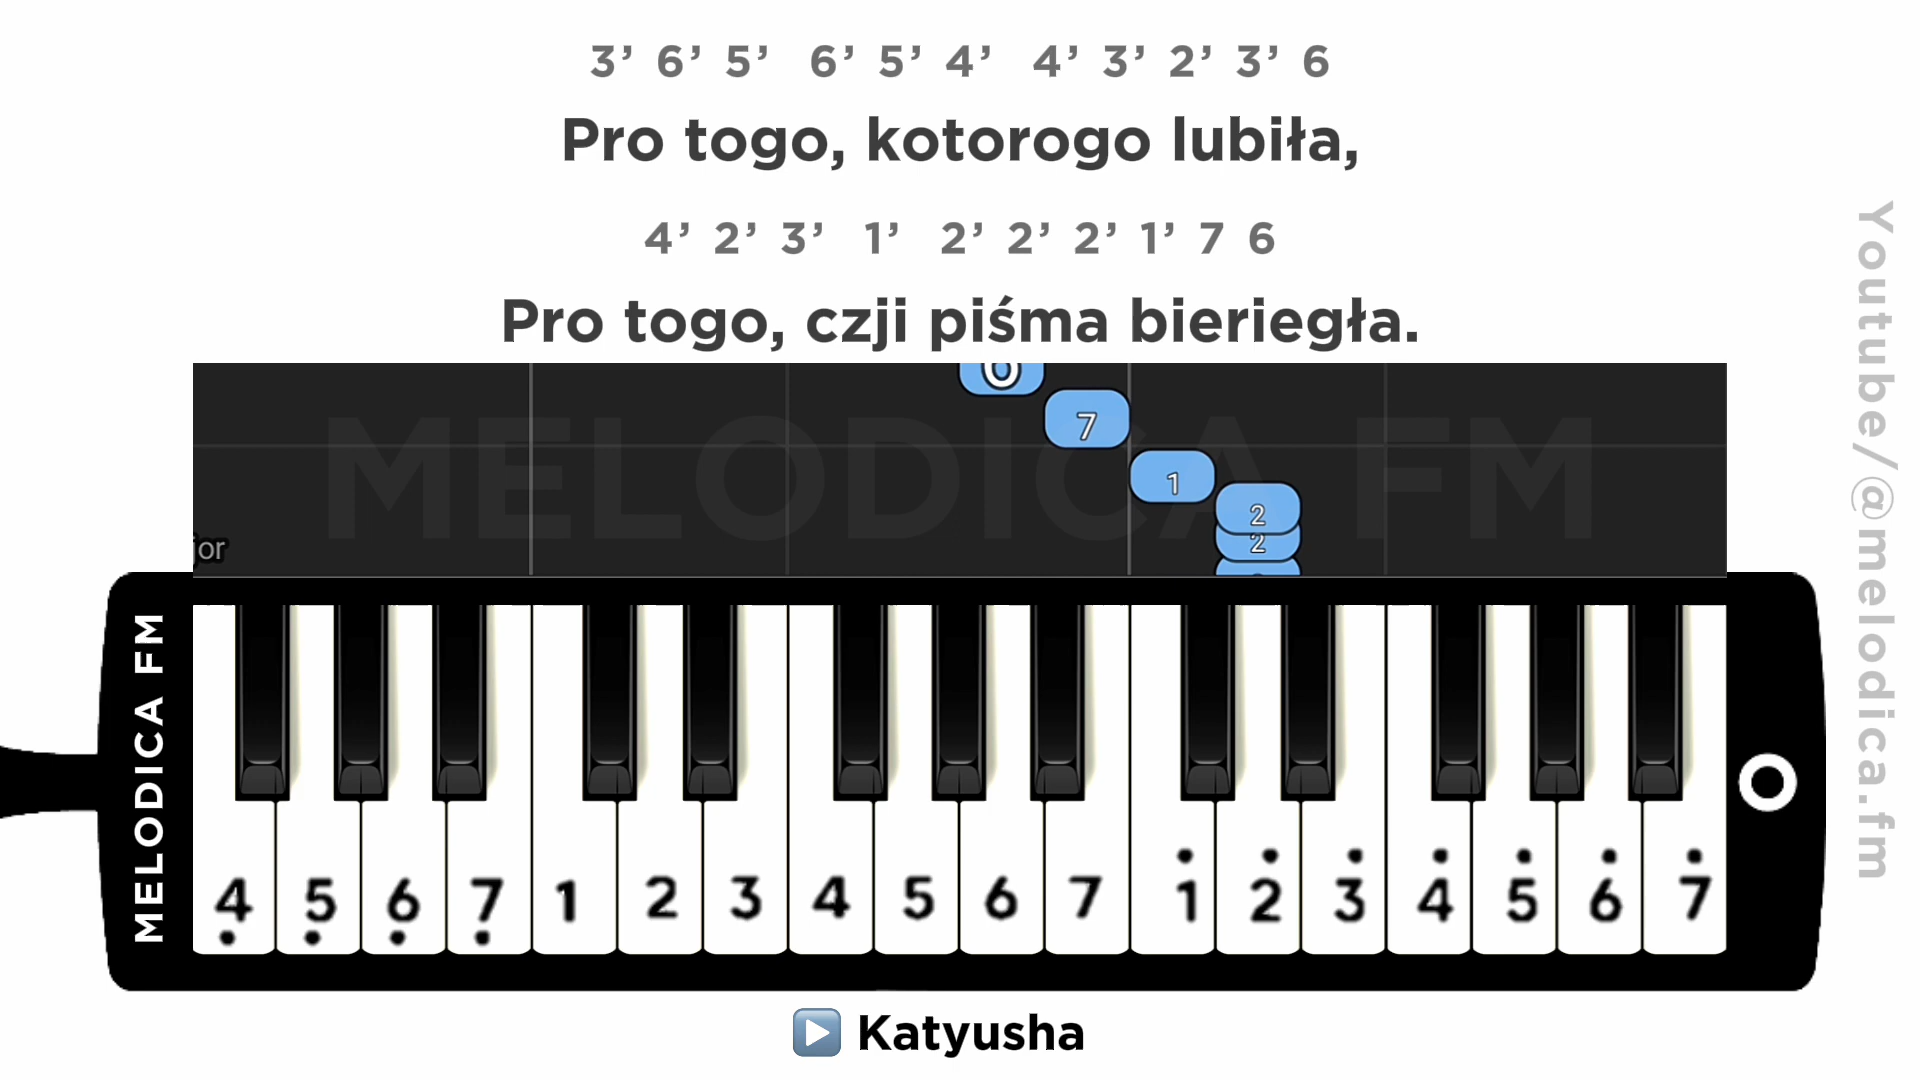 3’ 6’ 5’ 6’ 5’ 4’ 4’ 3’ 2’ 3’ 6
Pro togo, kotorogo lubiła,
4’ 2’ 3’ 1’ 2’ 2’ 2’ 1’ 7 6
Pro togo, czji piśma bieriegła.
7
1
2
2
jor
MELODICA FM
MELODICA FM
4 5 6 7 1 2 3 4 5 6 7 1 2 3 4 5 6 7
Katyusha
Youtube/@melodica.fm